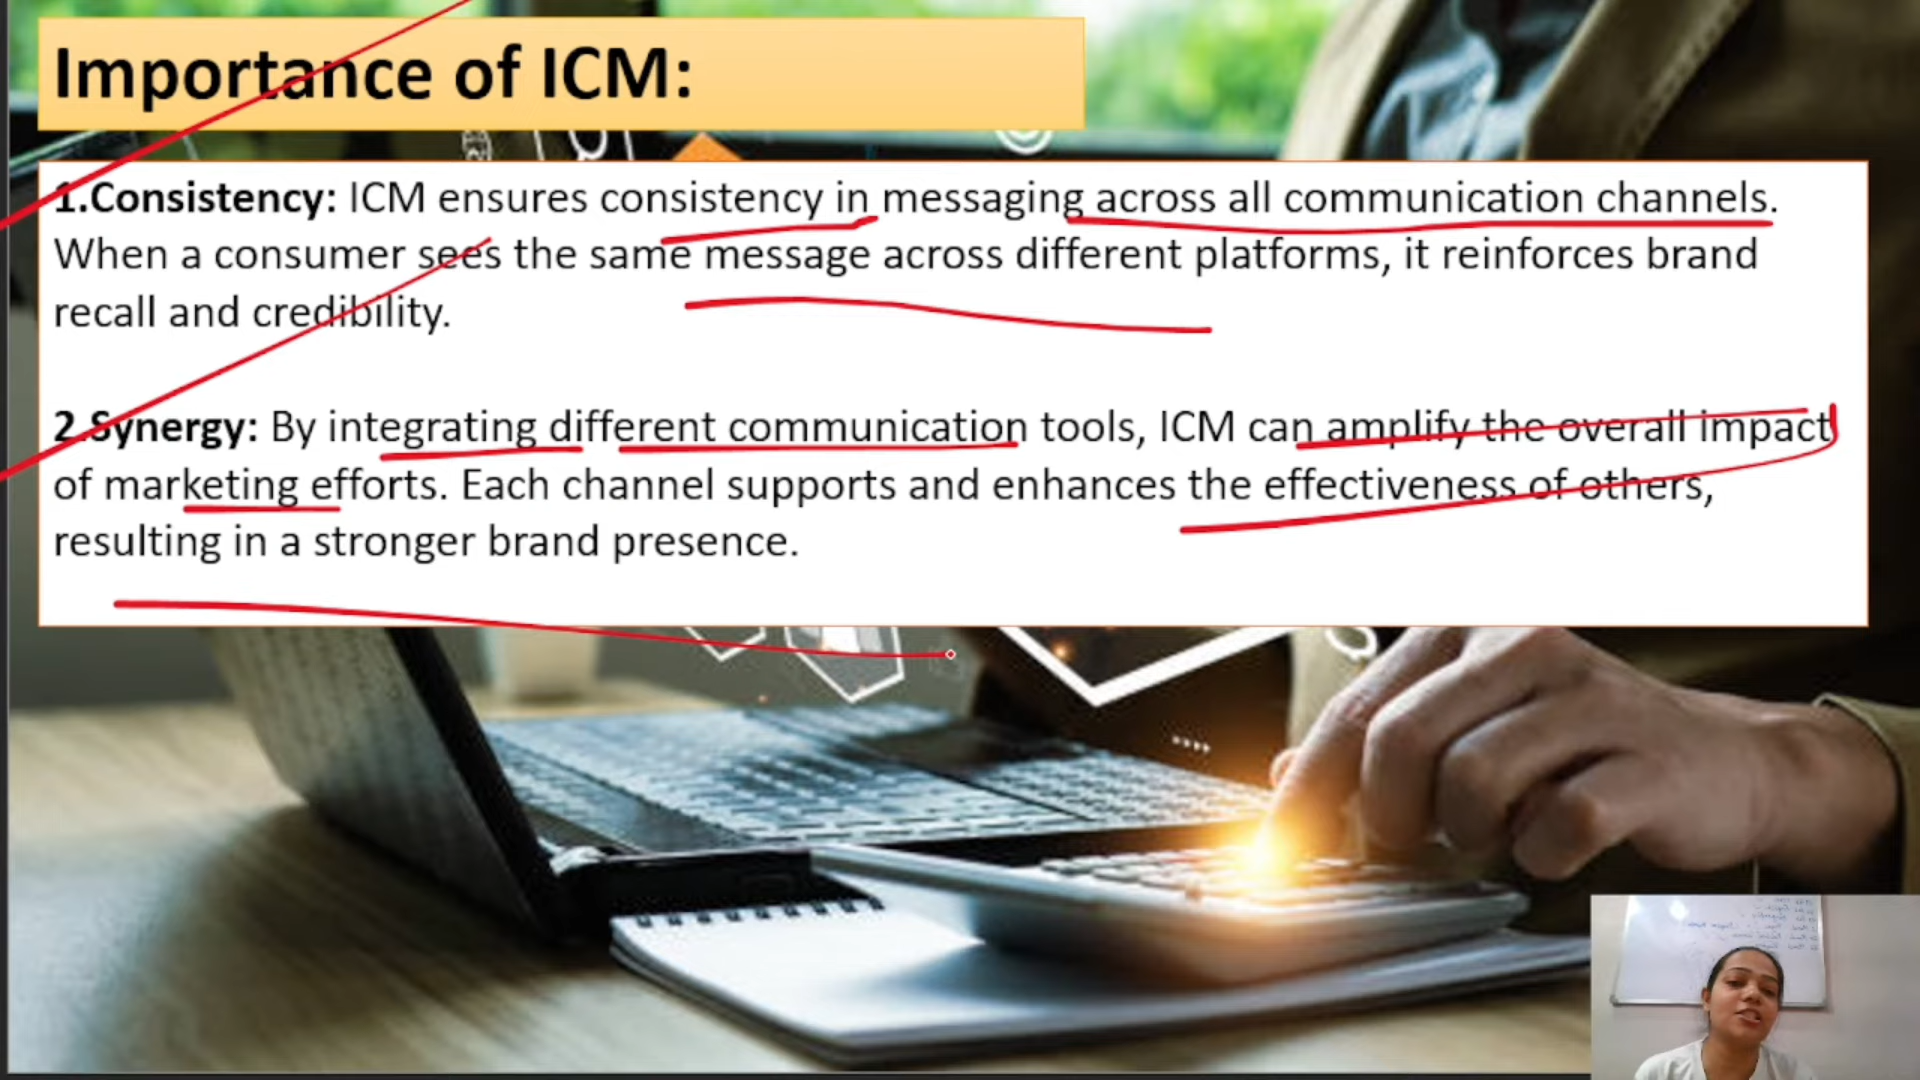 Importance of ICM:
1.Consistency: ICM ensures consistency in messaging across all communication channels.
When a consumer sees the same message across different platforms, it reinforces brand
recall and credibility.
2.Synergy: By integrating different communication tools, ICM can amplify the overall impact
of marketing efforts. Each channel supports and enhances the effectiveness of others,
resulting in a stronger brand presence.